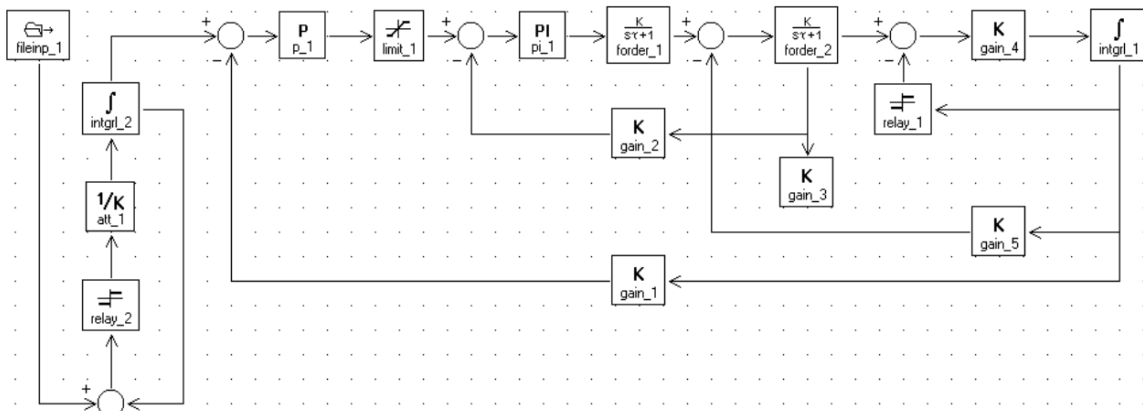 fileinp_1
+
−
P
p_1
limit_1
+
−
PI
pi_1
K
sτ+1
forder_1
+
−
K
sτ+1
forder_2
+
−
K
gain_4
∫
intgrl_1
∫
intgrl_2
relay_1
K
gain_2
K
gain_3
1/K
att_1
K
gain_5
K
gain_1
relay_2
+